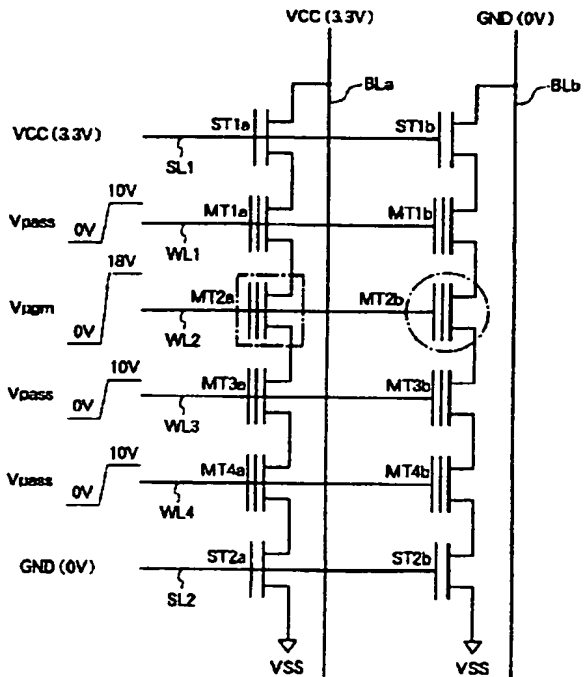 VCC (3.3V) GND (0V)
BLa BLb
ST1a ST1b
VCC (3.3V)
SL1
10V
Vpass 0V MT1a MT1b
WL1
18V
Vpgm MT2a MT2b
0V WL2
10V
Vpass 0V MT3a MT3b
WL3
10V
Vpass 0V MT4a MT4b
WL4
ST2a ST2b
GND (0V)
SL2
VSS VSS